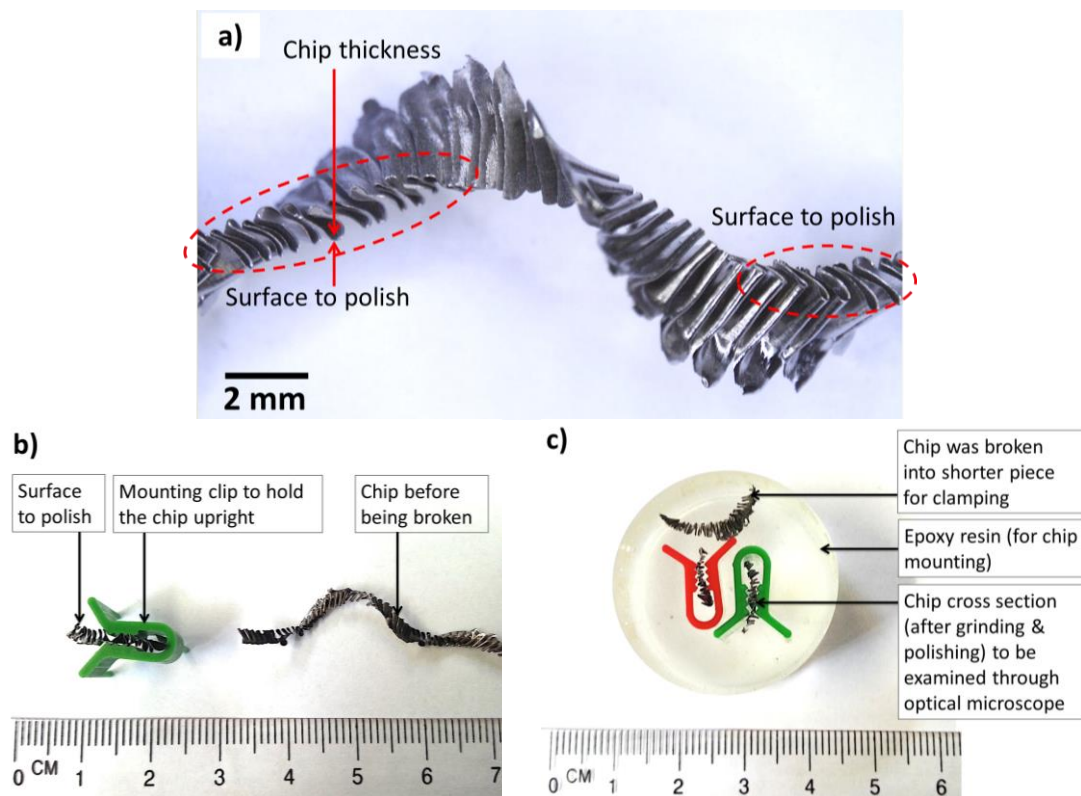 a)
Chip thickness
Surface to polish
Surface to polish
2 mm
b)
Surface
to polish
Mounting clip to hold
the chip upright
Chip before
being broken
0 CM 1 2 3 4 5 6 7
c)
Chip was broken
into shorter piece
for clamping
Epoxy resin (for chip
mounting)
Chip cross section
(after grinding &
polishing) to be
examined through
optical microscope
0 CM 1 2 3 4 5 6